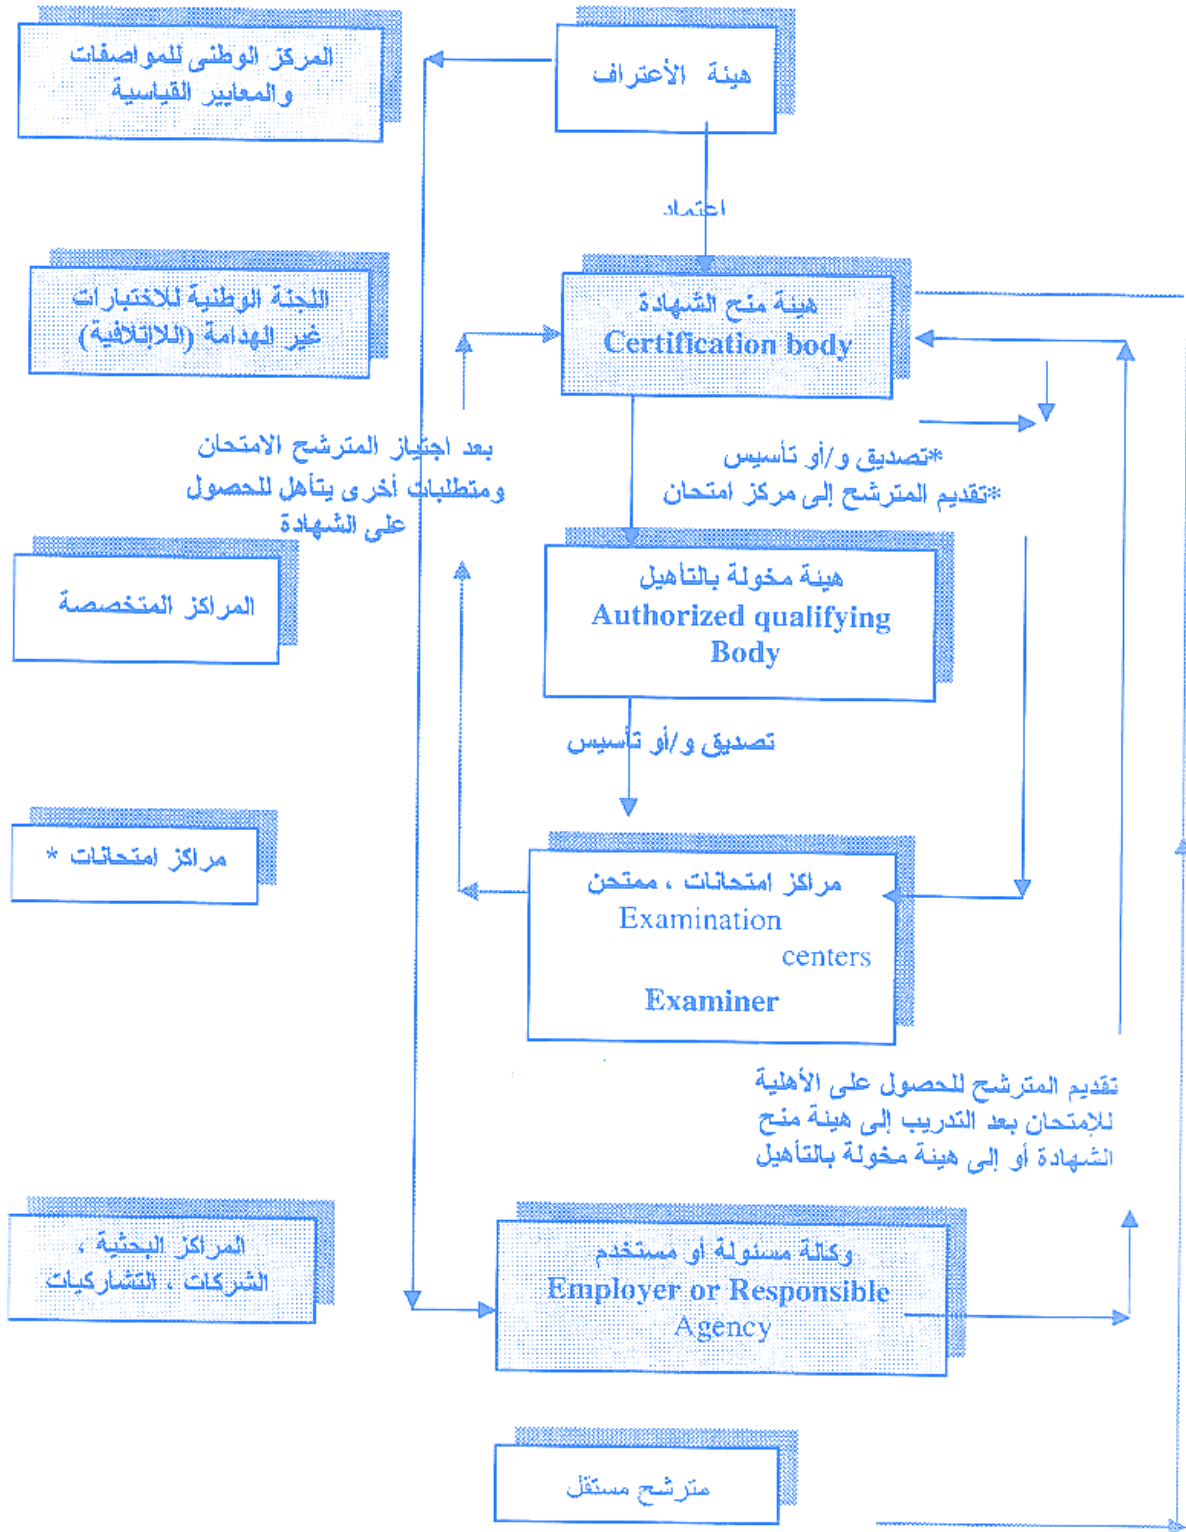 المركز الوطنى للمواصفات
والمعايير القياسية
هيئة الأعتراف
اعتماد
اللجنة الوطنية للاختبارات
غير الهدامة (اللاإتلافية)
هيئة منح الشهادة
Certification body
بعد اجتياز المترشح الامتحان
ومتطلبات أخرى يتأهل للحصول
على الشهادة
*تصديق و/أو تأسيس
*تقديم المترشح إلى مركز امتحان
المراكز المتخصصة
هيئة مخولة بالتأهيل
Authorized qualifying
Body
تصديق و/أو تأسيس
مراكز امتحانات *
مراكز امتحانات ، ممتحن
Examination
centers
Examiner
تقديم المترشح للحصول على الأهلية
للإمتحان بعد التدريب إلى هيئة منح
الشهادة أو إلى هيئة مخولة بالتأهيل
المراكز البحثية ،
الشركات ، التشاركيات
وكالة مسئولة أو مستخدم
Employer or Responsible
Agency
مترشح مستقل